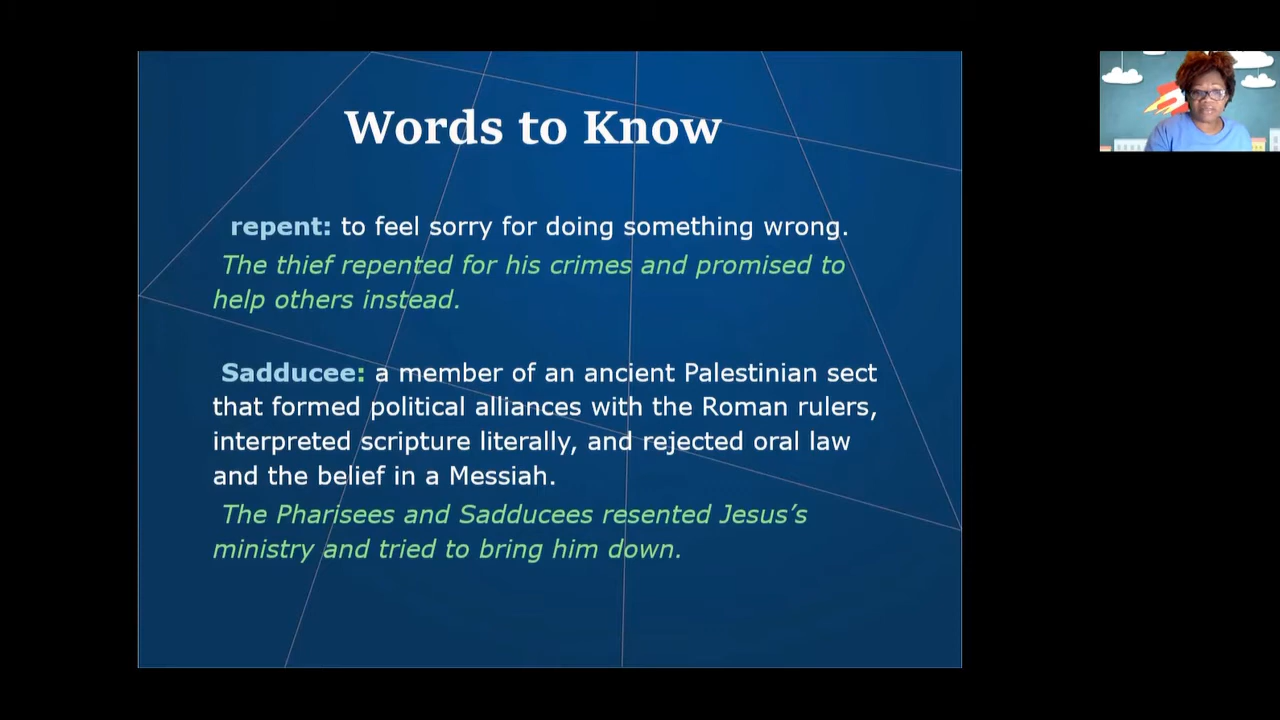 Words to Know
repent: to feel sorry for doing something wrong.
The thief repented for his crimes and promised to
help others instead.
Sadducee: a member of an ancient Palestinian sect
that formed political alliances with the Roman rulers,
interpreted scripture literally, and rejected oral law
and the belief in a Messiah.
The Pharisees and Sadducees resented Jesus’s
ministry and tried to bring him down.